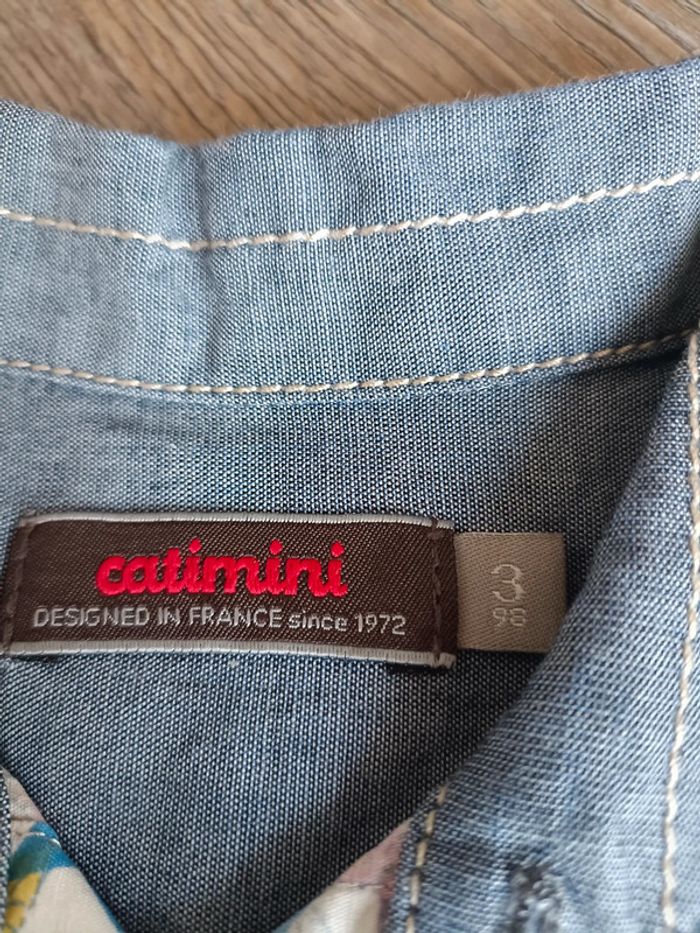 catimini
DESIGNED IN FRANCE since 1972
3
98